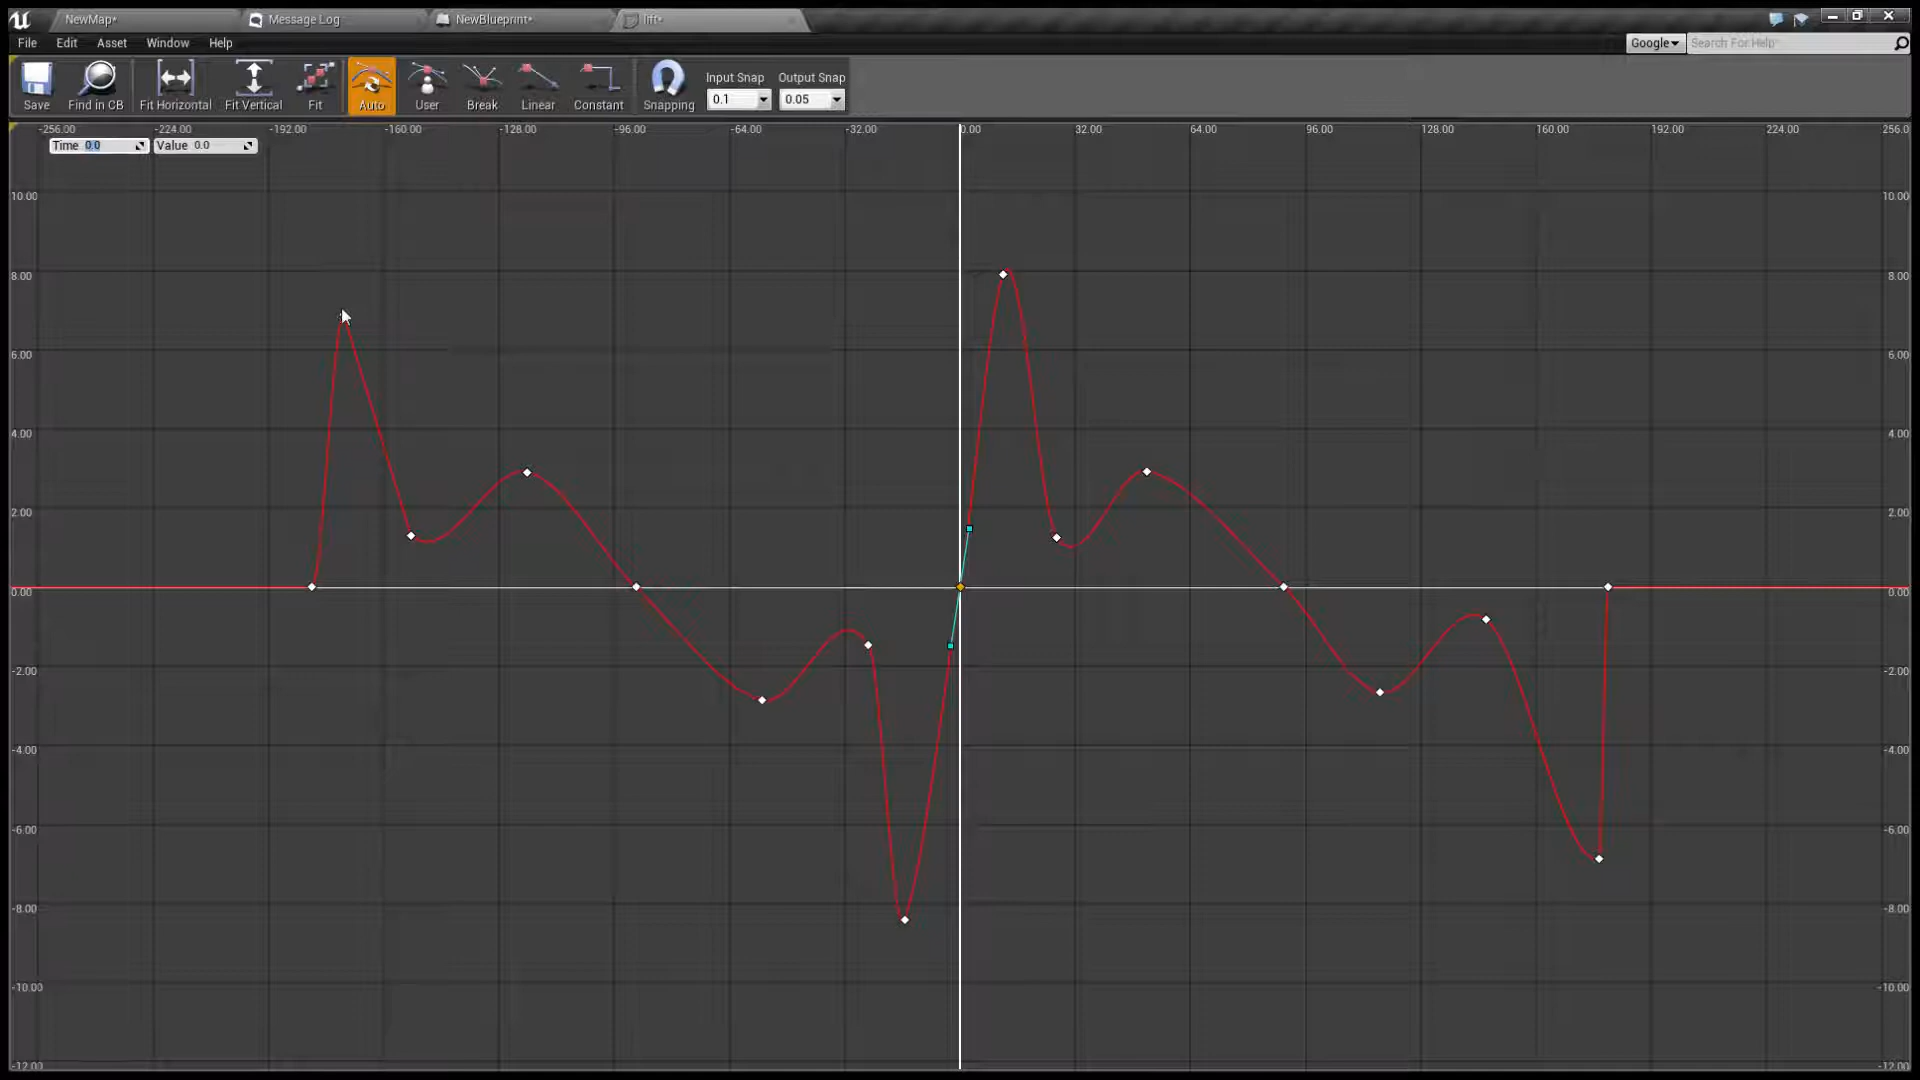 NewMap* Message Log NewBlueprint* lift*
File Edit Asset Window Help Google Search For Help
Save Find in CB Fit Horizontal Fit Vertical Fit Auto User Break Linear Constant Snapping
Input Snap Output Snap
0.1 0.05
-256.00 -224.00 -192.00 -160.00 -128.00 -96.00 -64.00 -32.00 0.00 32.00 64.00 96.00 128.00 160.00 192.00 224.00 256.0
Time 0.0 Value 0.0
10.00 10.00
8.00 8.00
6.00 6.00
4.00 4.00
2.00 2.00
0.00 0.00
-2.00 -2.00
-4.00 -4.00
-6.00 -6.00
-8.00 -8.00
-10.00 -10.00
-12.00 -12.00